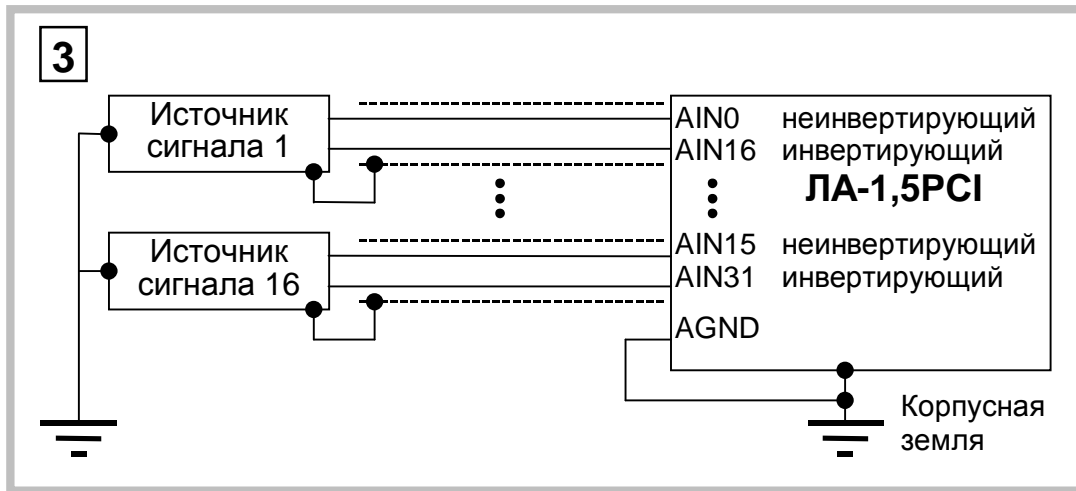 3
Источник
сигнала 1
AIN0 неинвертирующий
AIN16 инвертирующий
ЛА-1,5PCI
Источник
сигнала 16
AIN15 неинвертирующий
AIN31 инвертирующий
AGND
Корпусная
земля